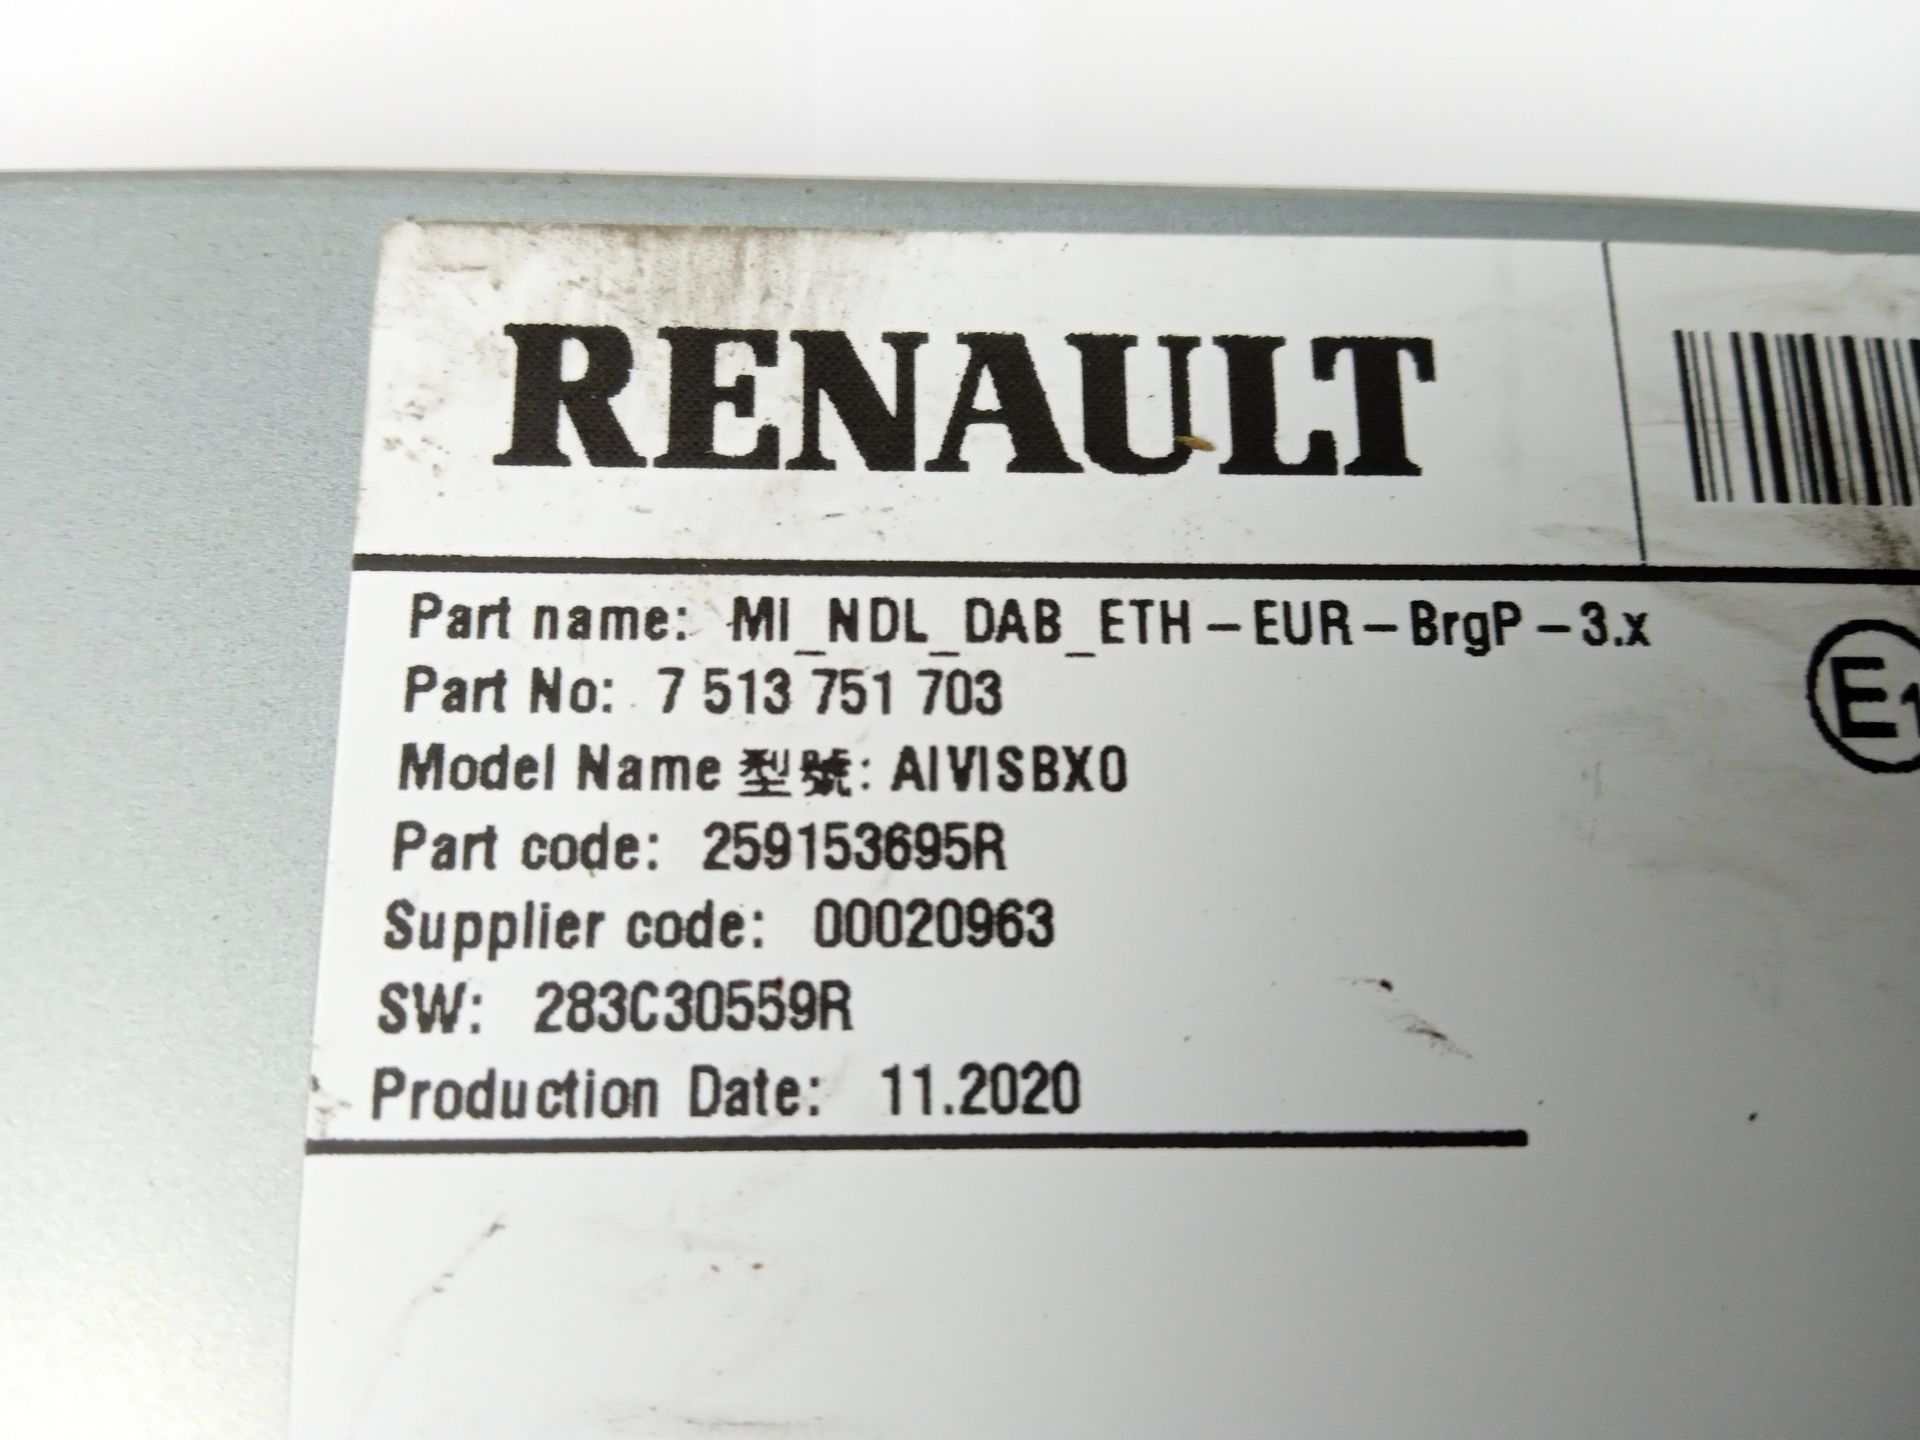 RENAULT
Part name: MI_NDL_DAB_ETH-EUR-BrgP-3.x
Part No: 7 513 751 703
Model Name 型號: AIVISBX0
Part code: 259153695R
Supplier code: 00020963
SW: 283C30559R
Production Date: 11.2020
E1